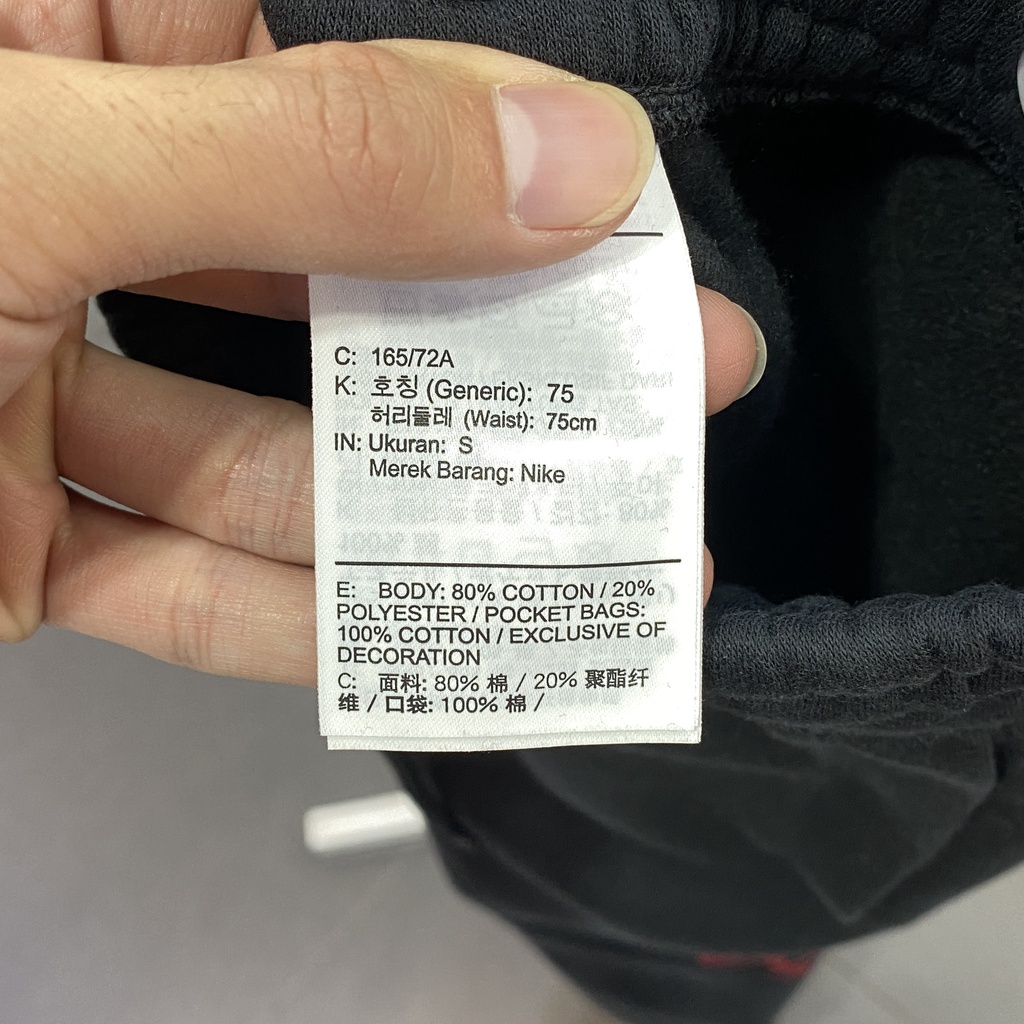 C: 165/72A
K: 호칭 (Generic): 75
허리둘레 (Waist): 75cm
IN: Ukuran: S
Merek Barang: Nike
E: BODY: 80% COTTON / 20%
POLYESTER / POCKET BAGS:
100% COTTON / EXCLUSIVE OF
DECORATION
C: 面料: 80% 棉 / 20% 聚酯纤
维 / 口袋: 100% 棉 /